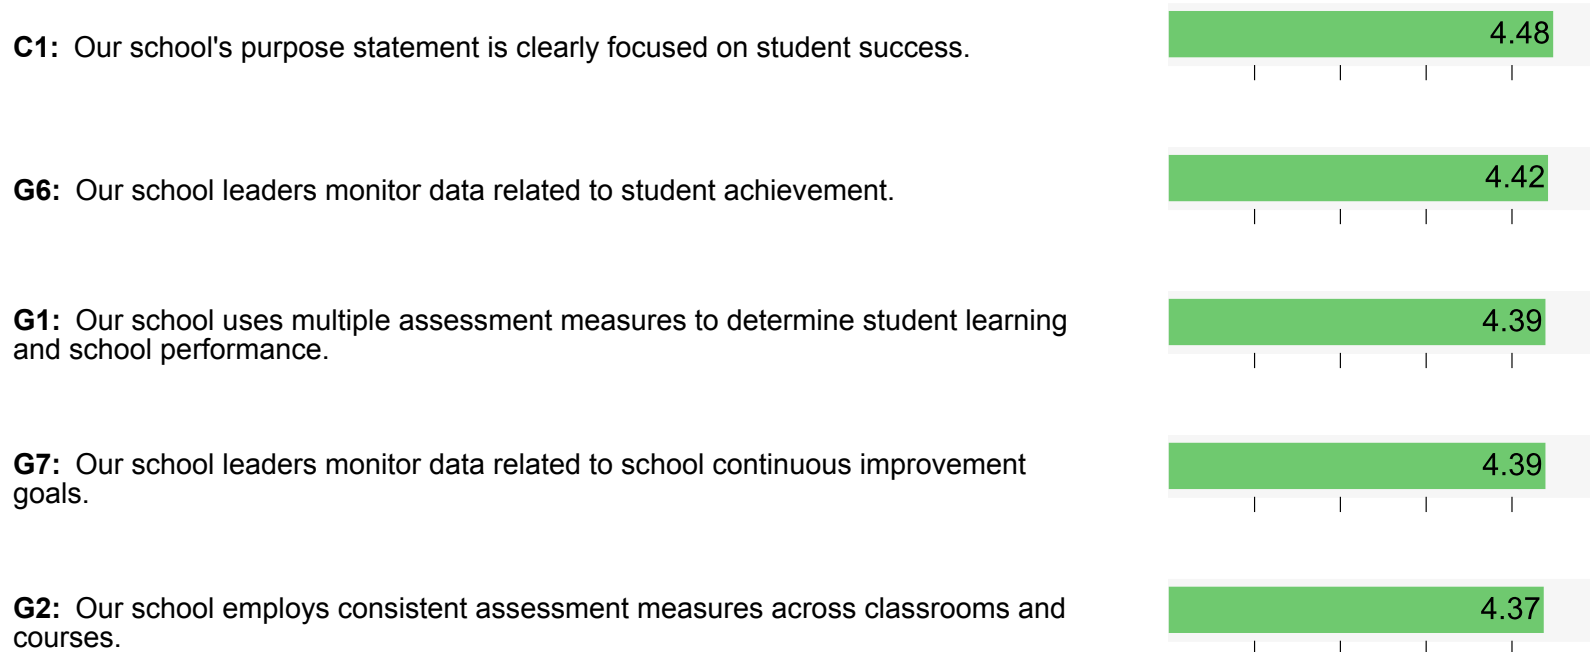 C1: Our school's purpose statement is clearly focused on student success.
4.48
G6: Our school leaders monitor data related to student achievement.
4.42
G1: Our school uses multiple assessment measures to determine student learning
and school performance.
4.39
G7: Our school leaders monitor data related to school continuous improvement
goals.
4.39
G2: Our school employs consistent assessment measures across classrooms and
courses.
4.37